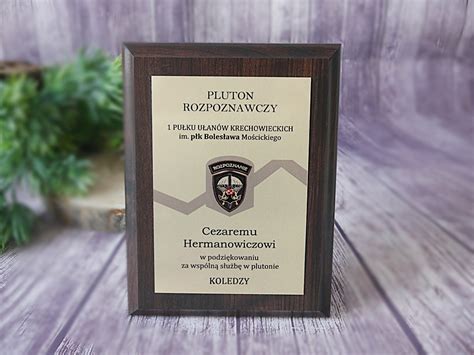 PLUTON
ROZPOZNAWCZY
1 PUŁKU UŁANÓW KRECHOWIECKICH
im. płk Bolesława Mościckiego
ROZPOZNANIE
Cezaremu
Hermanowiczowi
w podziękowaniu
za wspólną służbę w plutonie
KOLEDZY